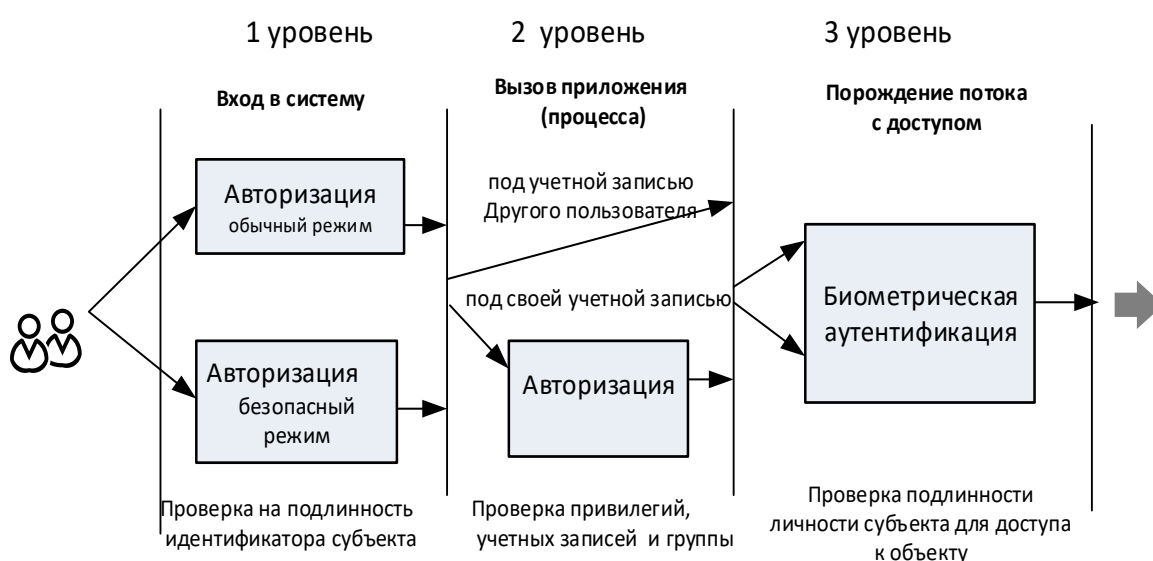 1 уровень
2 уровень
3 уровень
Вход в систему
Вызов приложения
(процесса)
Порождение потока
с доступом
Авторизация
обычный режим
под учетной записью
Другого пользователя
под своей учетной записью
Биометрическая
аутентификация
Авторизация
безопасный
режим
Авторизация
Проверка на подлинность
идентификатора субъекта
Проверка привилегий,
учетных записей и группы
Проверка подлинности
личности субъекта для доступа
к объекту